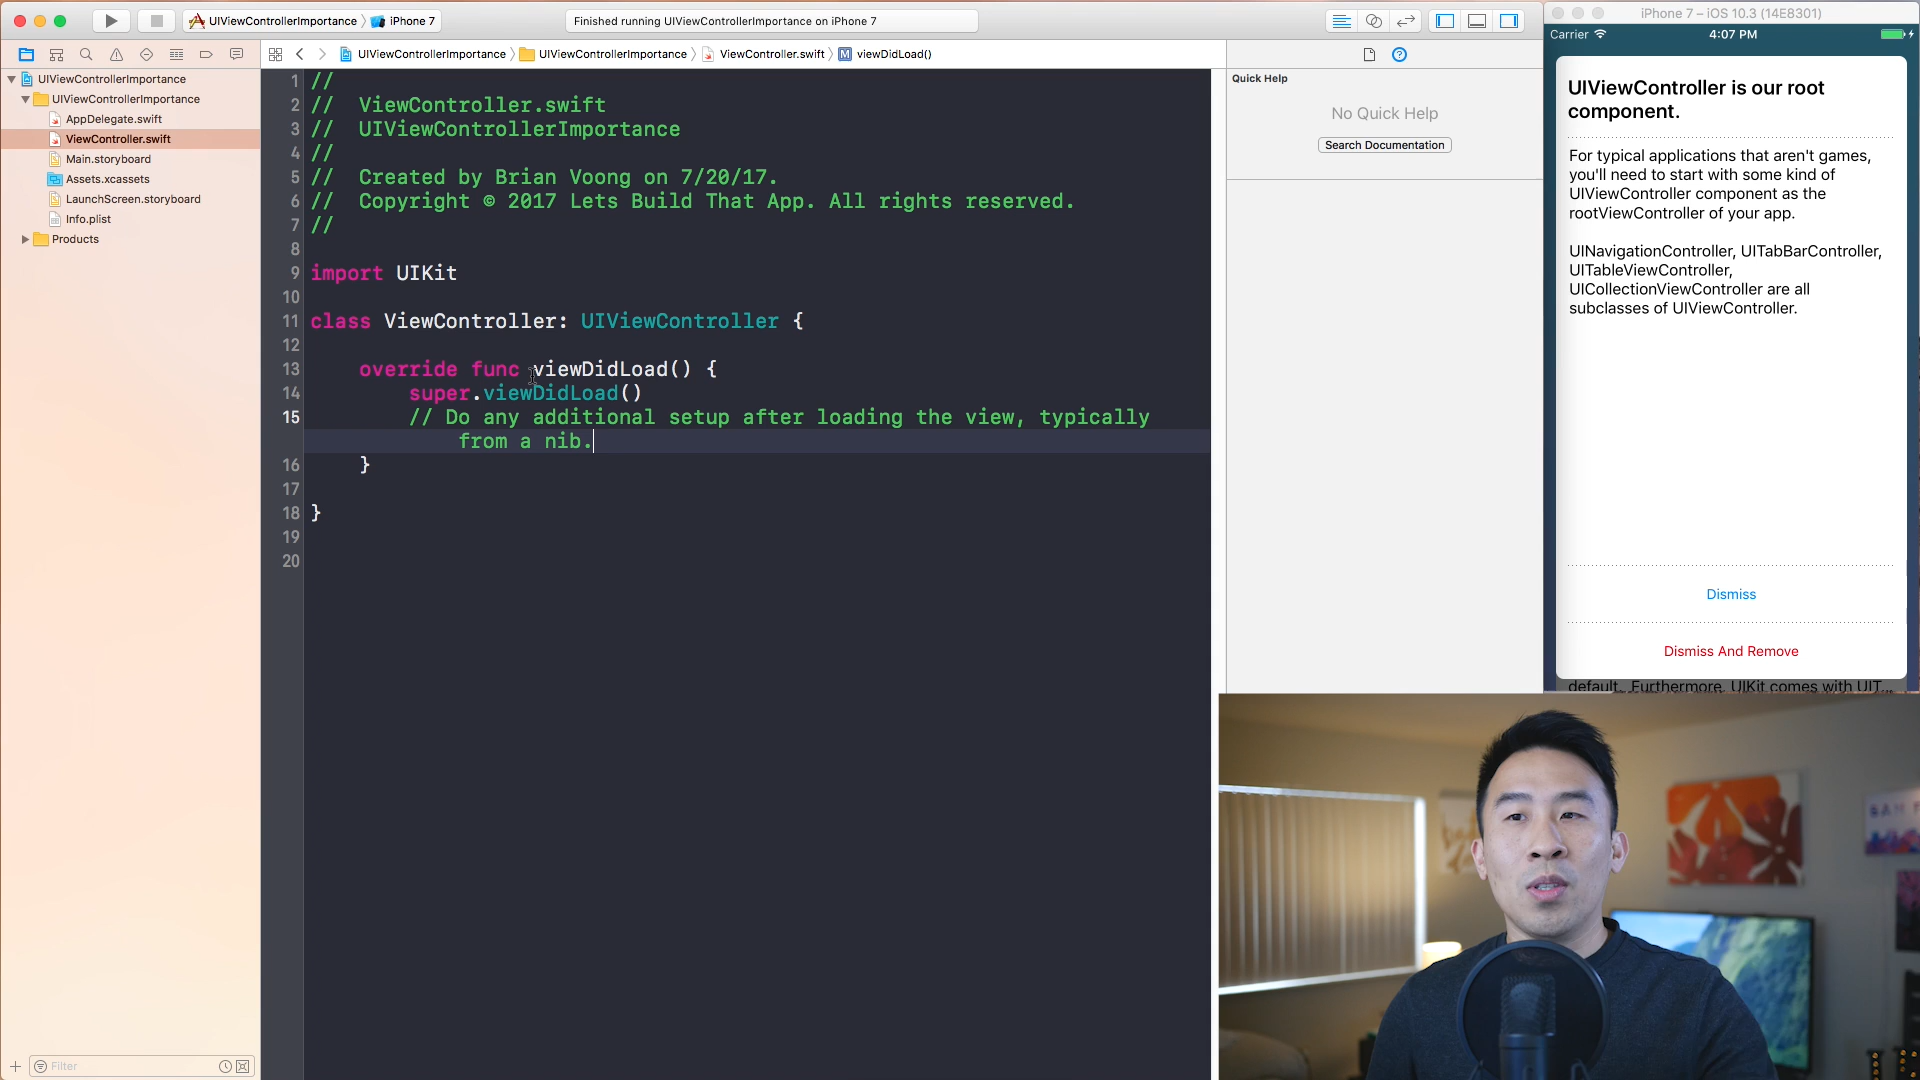 UIViewControllerImportance
iPhone 7
Finished running UIViewControllerImportance on iPhone 7
UIViewControllerImportance
UIViewControllerImportance
AppDelegate.swift
ViewController.swift
Main.storyboard
Assets.xcassets
LaunchScreen.storyboard
Info.plist
Products
Filter
UIViewControllerImportance
UIViewControllerImportance
ViewController.swift
M viewDidLoad()
1 //
2 // ViewController.swift
3 // UIViewControllerImportance
4 //
5 // Created by Brian Voong on 7/20/17.
6 // Copyright © 2017 Lets Build That App. All rights reserved.
7 //
8
9 import UIKit
10
11 class ViewController: UIViewController {
12
13 override func viewDidLoad() {
14 super.viewDidLoad()
15 // Do any additional setup after loading the view, typically
from a nib.
16 }
17
18 }
19
20
Quick Help
No Quick Help
Search Documentation
iPhone 7 – iOS 10.3 (14E8301)
Carrier 4:07 PM
UIViewController is our root
component.
For typical applications that aren't games,
you'll need to start with some kind of
UIViewController component as the
rootViewController of your app.
UINavigationController, UITabBarController,
UITableViewController,
UICollectionViewController are all
subclasses of UIViewController.
Dismiss
Dismiss And Remove
default. Furthermore, UIKit comes with UIT...